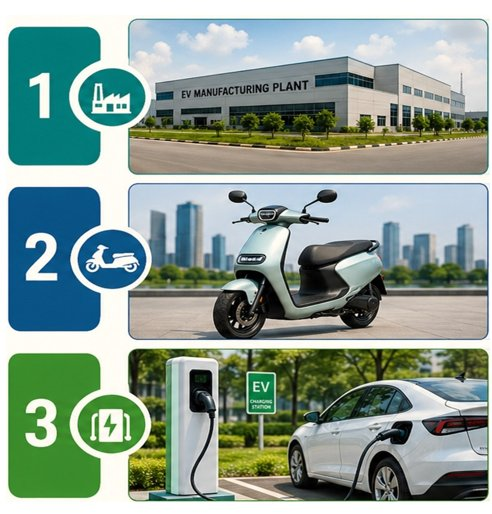 1
EV MANUFACTURING PLANT
2
3
EV
CHARGING
STATION